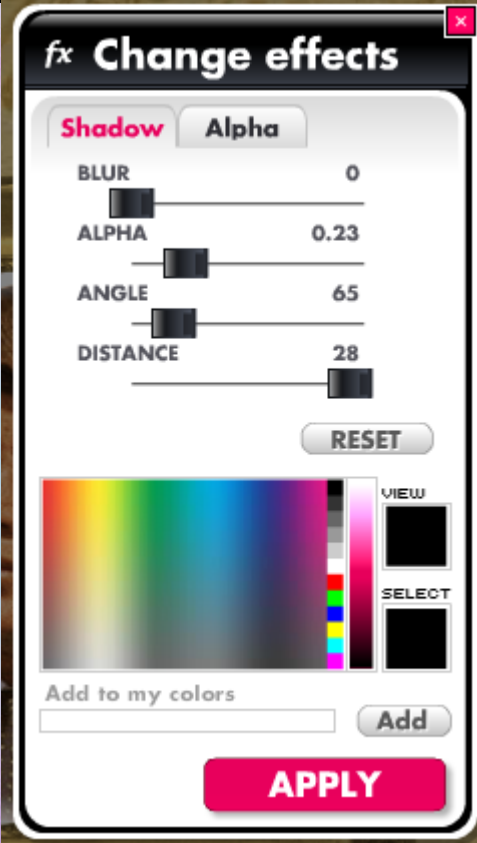 fx Change effects
Shadow Alpha
BLUR 0
ALPHA 0.23
ANGLE 65
DISTANCE 28
RESET
VIEW
SELECT
Add to my colors
Add
APPLY